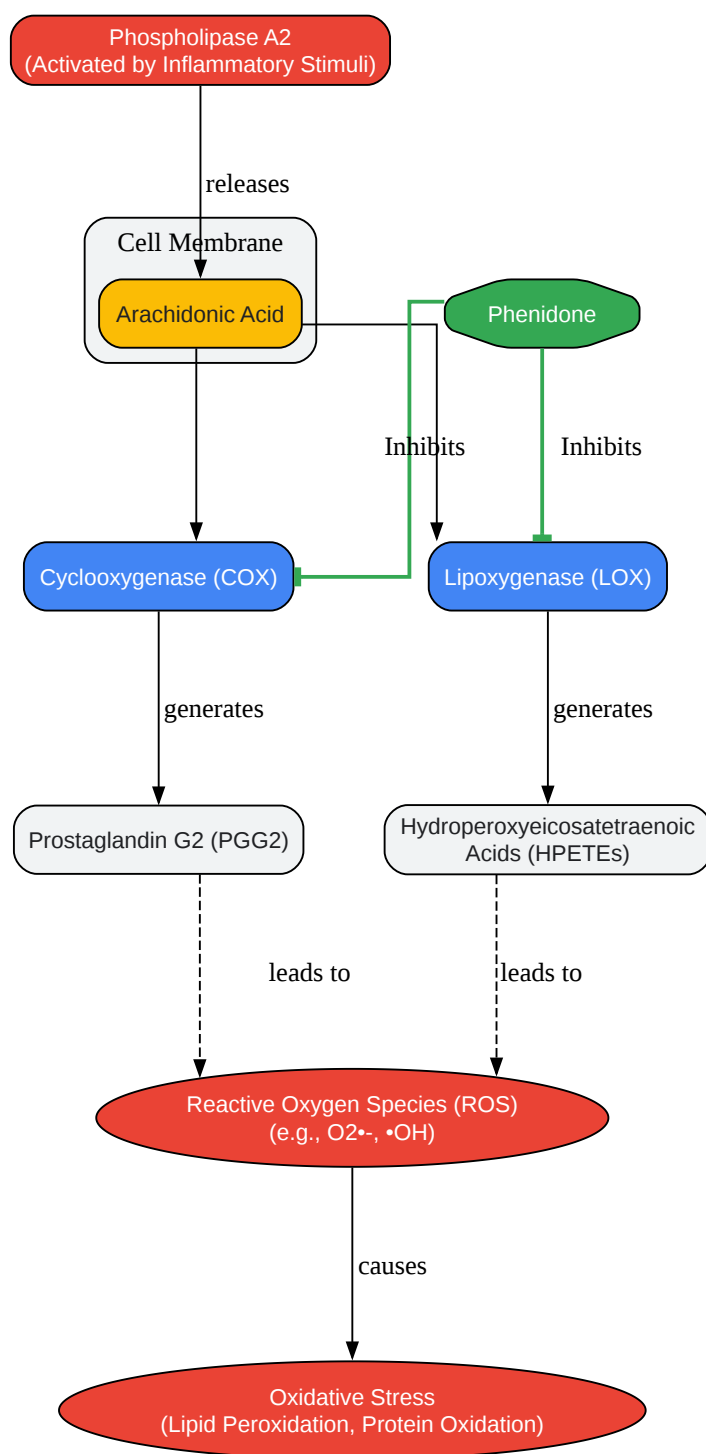 Phospholipase A2
(Activated by Inflammatory Stimuli)
releases
Cell Membrane
Arachidonic Acid
Phenidone
Inhibits
Inhibits
Cyclooxygenase (COX)
Lipoxygenase (LOX)
generates
generates
Prostaglandin G2 (PGG2)
Hydroperoxyeicosatetraenoic
Acids (HPETEs)
leads to
leads to
Reactive Oxygen Species (ROS)
(e.g., O2•-, •OH)
causes
Oxidative Stress
(Lipid Peroxidation, Protein Oxidation)